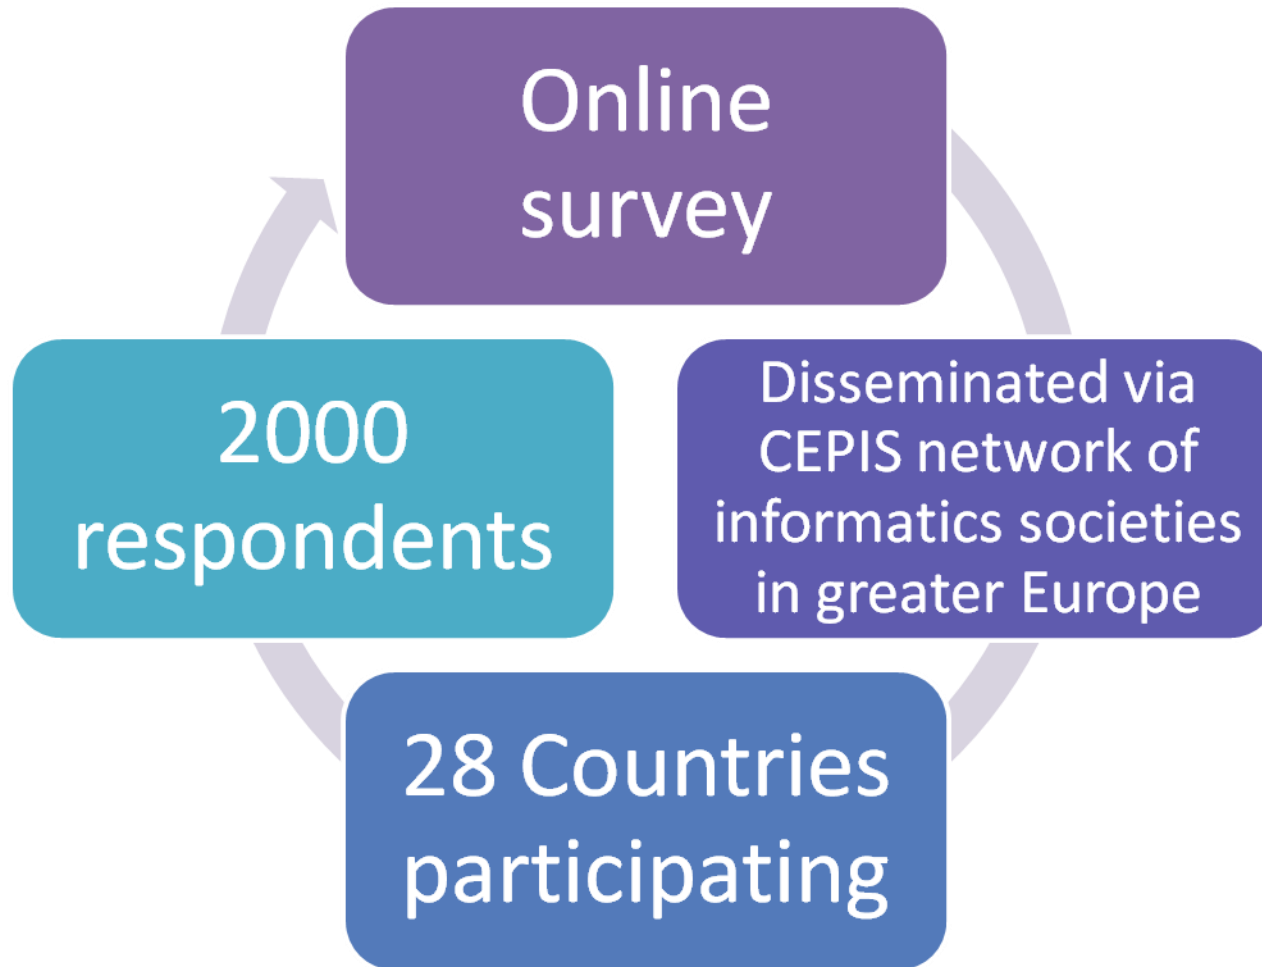 Online
survey
Disseminated via
CEPIS network of
informatics societies
in greater Europe
28 Countries
participating
2000
respondents